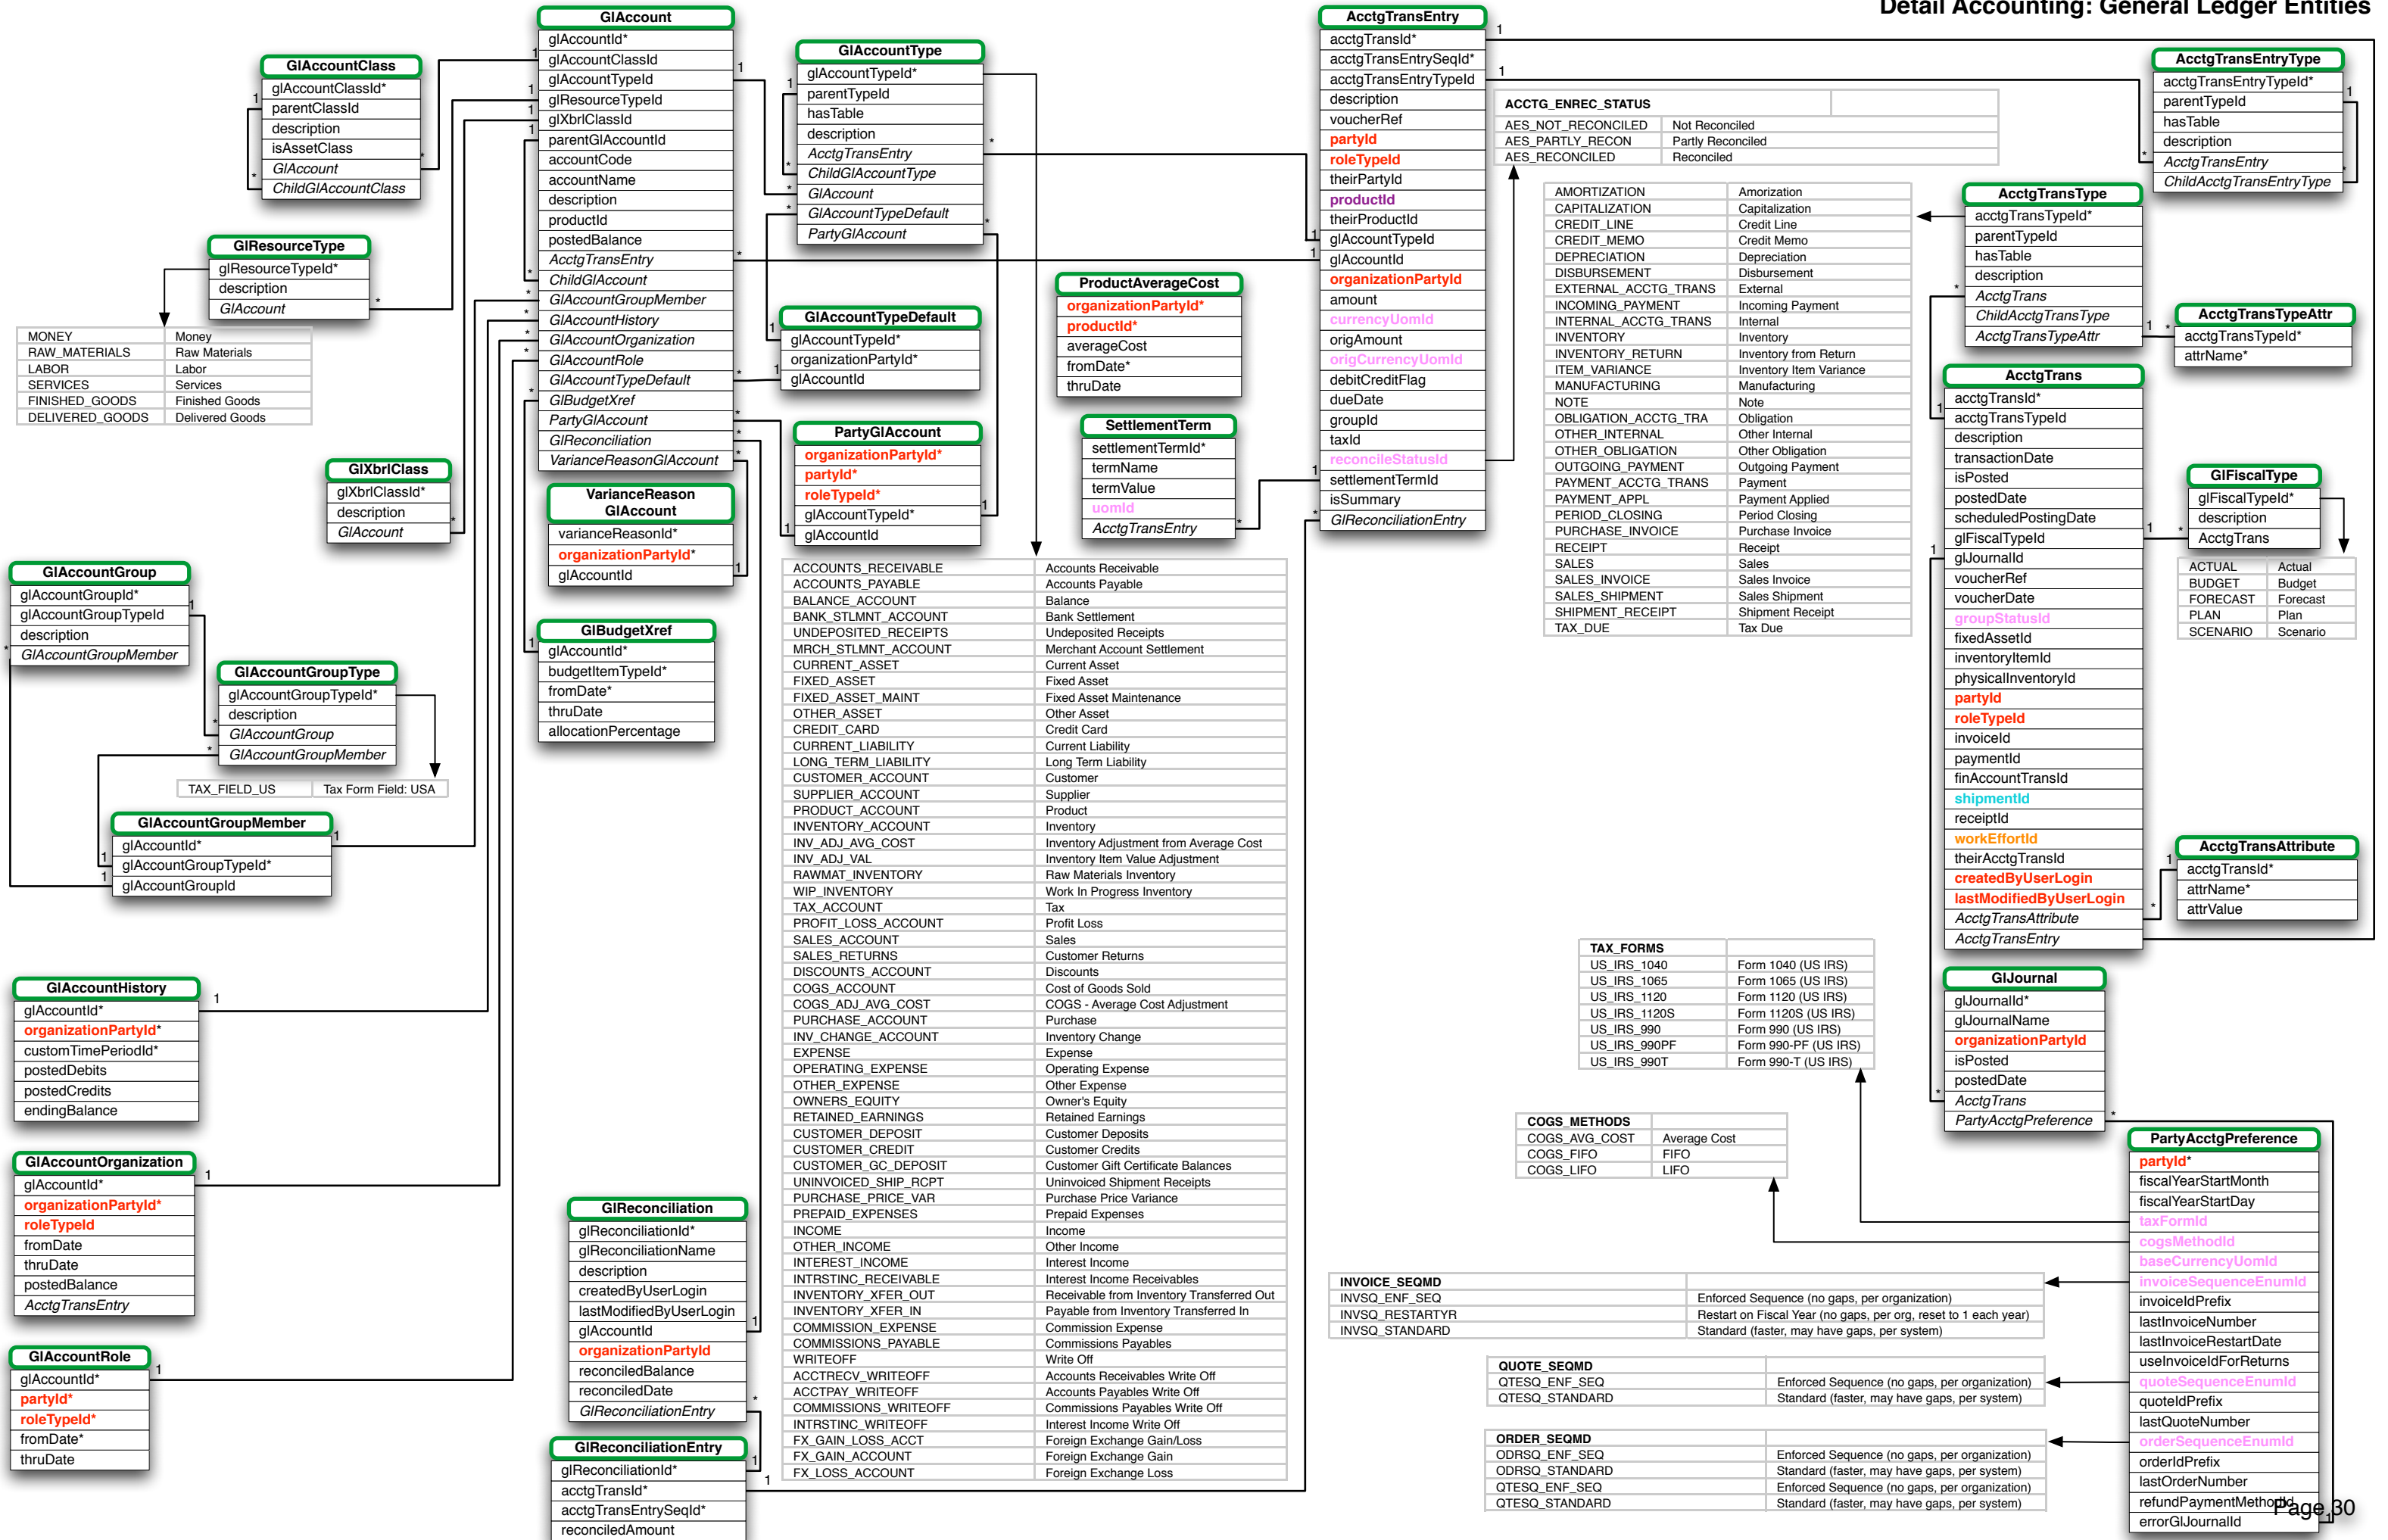 Detail Accounting: General Ledger Entities
GlAccountClass
glAccountClassId*
parentClassId
description
isAssetClass
GlAccount
ChildGlAccountClass
GlResourceType
glResourceTypeId*
description
GlAccount
MONEY Money
RAW_MATERIALS Raw Materials
LABOR Labor
SERVICES Services
FINISHED_GOODS Finished Goods
DELIVERED_GOODS Delivered Goods
GlXbrlClass
glXbrlClassId*
description
GlAccount
GlAccountGroup
glAccountGroupId*
glAccountGroupTypeId
description
GlAccountGroupMember
GlAccountGroupType
glAccountGroupTypeId*
description
GlAccountGroup
GlAccountGroupMember
TAX_FIELD_US Tax Form Field: USA
GlAccountGroupMember
glAccountId*
glAccountGroupTypeId*
glAccountGroupId
GlAccountHistory
glAccountId*
organizationPartyId*
customTimePeriodId*
postedDebits
postedCredits
endingBalance
GlAccountOrganization
glAccountId*
organizationPartyId*
roleTypeId
fromDate
thruDate
postedBalance
AcctgTransEntry
GlAccountRole
glAccountId*
partyId*
roleTypeId*
fromDate*
thruDate
GlAccount
glAccountId*
glAccountClassId
glAccountTypeId
glResourceTypeId
glXbrlClassId
parentGlAccountId
accountCode
accountName
description
productId
postedBalance
AcctgTransEntry
ChildGlAccount
GlAccountGroupMember
GlAccountHistory
GlAccountOrganization
GlAccountRole
GlAccountTypeDefault
GlBudgetXref
PartyGlAccount
GlReconciliation
VarianceReasonGlAccount
VarianceReason
GlAccount
varianceReasonId*
organizationPartyId*
glAccountId
GlBudgetXref
glAccountId*
budgetItemTypeId*
fromDate*
thruDate
allocationPercentage
GlReconciliation
glReconciliationId*
glReconciliationName
description
createdByUserLogin
lastModifiedByUserLogin
glAccountId
organizationPartyId
reconciledBalance
reconciledDate
GlReconciliationEntry
GlReconciliationEntry
glReconciliationId*
acctgTransId*
acctgTransEntrySeqId*
reconciledAmount
GlAccountType
glAccountTypeId*
parentTypeId
hasTable
description
AcctgTransEntry
ChildGlAccountType
GlAccount
GlAccountTypeDefault
PartyGlAccount
GlAccountTypeDefault
glAccountTypeId*
organizationPartyId*
glAccountId
PartyGlAccount
organizationPartyId*
partyId*
roleTypeId*
glAccountTypeId*
glAccountId
ACCOUNTS_RECEIVABLE Accounts Receivable
ACCOUNTS_PAYABLE Accounts Payable
BALANCE_ACCOUNT Balance
BANK_STLMNT_ACCOUNT Bank Settlement
UNDEPOSITED_RECEIPTS Undeposited Receipts
MRCH_STLMNT_ACCOUNT Merchant Account Settlement
CURRENT_ASSET Current Asset
FIXED_ASSET Fixed Asset
FIXED_ASSET_MAINT Fixed Asset Maintenance
OTHER_ASSET Other Asset
CREDIT_CARD Credit Card
CURRENT_LIABILITY Current Liability
LONG_TERM_LIABILITY Long Term Liability
CUSTOMER_ACCOUNT Customer
SUPPLIER_ACCOUNT Supplier
PRODUCT_ACCOUNT Product
INVENTORY_ACCOUNT Inventory
INV_ADJ_AVG_COST Inventory Adjustment from Average Cost
INV_ADJ_VAL Inventory Item Value Adjustment
RAWMAT_INVENTORY Raw Materials Inventory
WIP_INVENTORY Work In Progress Inventory
TAX_ACCOUNT Tax
PROFIT_LOSS_ACCOUNT Profit Loss
SALES_ACCOUNT Sales
SALES_RETURNS Customer Returns
DISCOUNTS_ACCOUNT Discounts
COGS_ACCOUNT Cost of Goods Sold
COGS_ADJ_AVG_COST COGS - Average Cost Adjustment
PURCHASE_ACCOUNT Purchase
INV_CHANGE_ACCOUNT Inventory Change
EXPENSE Expense
OPERATING_EXPENSE Operating Expense
OTHER_EXPENSE Other Expense
OWNERS_EQUITY Owner's Equity
RETAINED_EARNINGS Retained Earnings
CUSTOMER_DEPOSIT Customer Deposits
CUSTOMER_CREDIT Customer Credits
CUSTOMER_GC_DEPOSIT Customer Gift Certificate Balances
UNINVOICED_SHIP_RCPT Uninvoiced Shipment Receipts
PURCHASE_PRICE_VAR Purchase Price Variance
PREPAID_EXPENSES Prepaid Expenses
INCOME Income
OTHER_INCOME Other Income
INTEREST_INCOME Interest Income
INTRSTINC_RECEIVABLE Interest Income Receivables
INVENTORY_XFER_OUT Receivable from Inventory Transferred Out
INVENTORY_XFER_IN Payable from Inventory Transferred In
COMMISSION_EXPENSE Commission Expense
COMMISSIONS_PAYABLE Commissions Payables
WRITEOFF Write Off
ACCTRECV_WRITEOFF Accounts Receivables Write Off
ACCTPAY_WRITEOFF Accounts Payables Write Off
COMMISSIONS_WRITEOFF Commissions Payables Write Off
INTRSTINC_WRITEOFF Interest Income Write Off
FX_GAIN_LOSS_ACCT Foreign Exchange Gain/Loss
FX_GAIN_ACCOUNT Foreign Exchange Gain
FX_LOSS_ACCOUNT Foreign Exchange Loss
ProductAverageCost
organizationPartyId*
productId*
averageCost
fromDate*
thruDate
SettlementTerm
settlementTermId*
termName
termValue
uomId
AcctgTransEntry
AcctgTransEntry
acctgTransId*
acctgTransEntrySeqId*
acctgTransEntryTypeId
description
voucherRef
partyId
roleTypeId
theirPartyId
productId
theirProductId
glAccountTypeId
glAccountId
organizationPartyId
amount
currencyUomId
origAmount
origCurrencyUomId
debitCreditFlag
dueDate
groupId
taxId
reconcileStatusId
settlementTermId
isSummary
GlReconciliationEntry
ACCTG_ENREC_STATUS
AES_NOT_RECONCILED Not Reconciled
AES_PARTLY_RECON Partly Reconciled
AES_RECONCILED Reconciled
AMORTIZATION Amorization
CAPITALIZATION Capitalization
CREDIT_LINE Credit Line
CREDIT_MEMO Credit Memo
DEPRECIATION Depreciation
DISBURSEMENT Disbursement
EXTERNAL_ACCTG_TRANS External
INCOMING_PAYMENT Incoming Payment
INTERNAL_ACCTG_TRANS Internal
INVENTORY Inventory
INVENTORY_RETURN Inventory from Return
ITEM_VARIANCE Inventory Item Variance
MANUFACTURING Manufacturing
NOTE Note
OBLIGATION_ACCTG_TRA Obligation
OTHER_INTERNAL Other Internal
OTHER_OBLIGATION Other Obligation
OUTGOING_PAYMENT Outgoing Payment
PAYMENT_ACCTG_TRANS Payment
PAYMENT_APPL Payment Applied
PERIOD_CLOSING Period Closing
PURCHASE_INVOICE Purchase Invoice
RECEIPT Receipt
SALES Sales
SALES_INVOICE Sales Invoice
SALES_SHIPMENT Sales Shipment
SHIPMENT_RECEIPT Shipment Receipt
TAX_DUE Tax Due
AcctgTransEntryType
acctgTransEntryTypeId*
parentTypeId
hasTable
description
AcctgTransEntry
ChildAcctgTransEntryType
AcctgTransType
acctgTransTypeId*
parentTypeId
hasTable
description
AcctgTrans
ChildAcctgTransType
AcctgTransTypeAttr
AcctgTransTypeAttr
acctgTransTypeId*
attrName*
AcctgTrans
acctgTransId*
acctgTransTypeId
description
transactionDate
isPosted
postedDate
scheduledPostingDate
glFiscalTypeId
glJournalId
voucherRef
voucherDate
groupStatusId
fixedAssetId
inventoryItemId
physicalInventoryId
partyId
roleTypeId
invoiceId
paymentId
finAccountTransId
shipmentId
receiptId
workEffortId
theirAcctgTransId
createdByUserLogin
lastModifiedByUserLogin
AcctgTransAttribute
AcctgTransEntry
GlFiscalType
glFiscalTypeId*
description
AcctgTrans
ACTUAL Actual
BUDGET Budget
FORECAST Forecast
PLAN Plan
SCENARIO Scenario
AcctgTransAttribute
acctgTransId*
attrName*
attrValue
TAX_FORMS
US_IRS_1040 Form 1040 (US IRS)
US_IRS_1065 Form 1065 (US IRS)
US_IRS_1120 Form 1120 (US IRS)
US_IRS_1120S Form 1120S (US IRS)
US_IRS_990 Form 990 (US IRS)
US_IRS_990PF Form 990-PF (US IRS)
US_IRS_990T Form 990-T (US IRS)
GlJournal
glJournalId*
glJournalName
organizationPartyId
isPosted
postedDate
AcctgTrans
PartyAcctgPreference
COGS_METHODS
COGS_AVG_COST Average Cost
COGS_FIFO FIFO
COGS_LIFO LIFO
PartyAcctgPreference
partyId*
fiscalYearStartMonth
fiscalYearStartDay
taxFormId
cogsMethodId
baseCurrencyUomId
invoiceSequenceEnumId
invoiceIdPrefix
lastInvoiceNumber
lastInvoiceRestartDate
useInvoiceIdForReturns
quoteSequenceEnumId
quoteIdPrefix
lastQuoteNumber
orderSequenceEnumId
orderIdPrefix
lastOrderNumber
refundPaymentMethodId
errorGlJournalId
INVOICE_SEQMD
INVSQ_ENF_SEQ Enforced Sequence (no gaps, per organization)
INVSQ_RESTARTYR Restart on Fiscal Year (no gaps, per org, reset to 1 each year)
INVSQ_STANDARD Standard (faster, may have gaps, per system)
QUOTE_SEQMD
QTESQ_ENF_SEQ Enforced Sequence (no gaps, per organization)
QTESQ_STANDARD Standard (faster, may have gaps, per system)
ORDER_SEQMD
ODRSQ_ENF_SEQ Enforced Sequence (no gaps, per organization)
ODRSQ_STANDARD Standard (faster, may have gaps, per system)
QTESQ_ENF_SEQ Enforced Sequence (no gaps, per organization)
QTESQ_STANDARD Standard (faster, may have gaps, per system)
Page 30